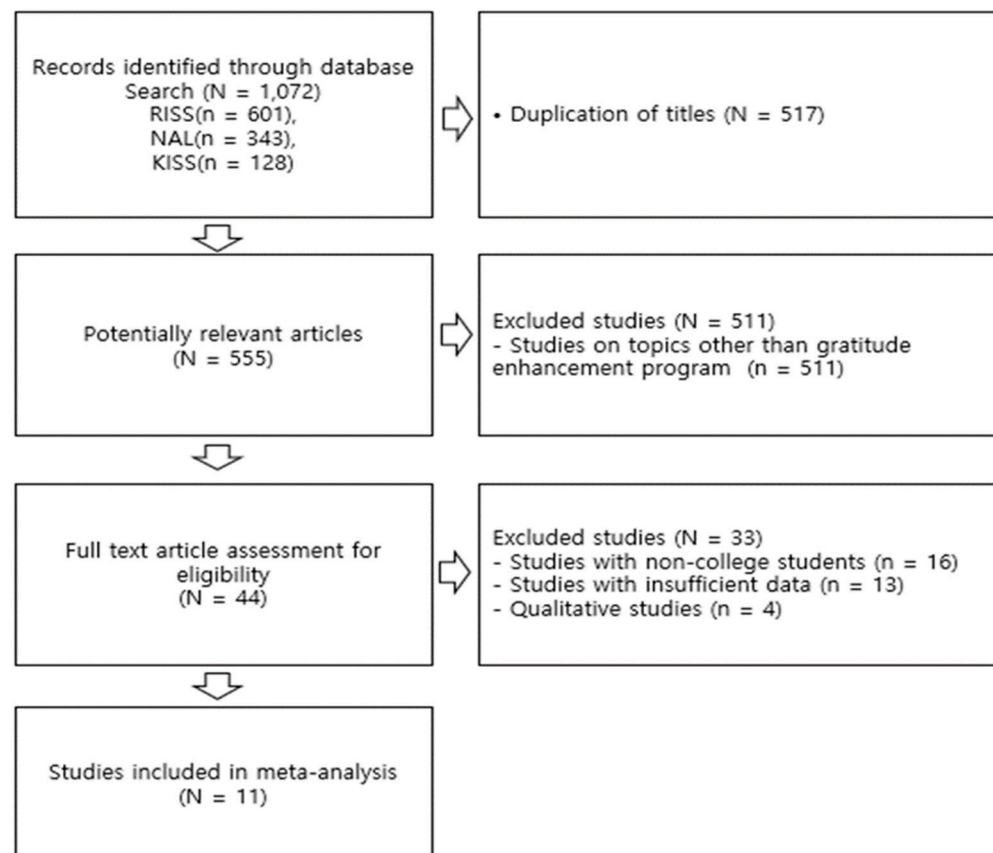 Records identified through database
Search (N = 1,072)
RISS(n = 601),
NAL(n = 343),
KISS(n = 128)
• Duplication of titles (N = 517)
Potentially relevant articles
(N = 555)
Excluded studies (N = 511)
- Studies on topics other than gratitude
enhancement program (n = 511)
Full text article assessment for
eligibility
(N = 44)
Excluded studies (N = 33)
- Studies with non-college students (n = 16)
- Studies with insufficient data (n = 13)
- Qualitative studies (n = 4)
Studies included in meta-analysis
(N = 11)